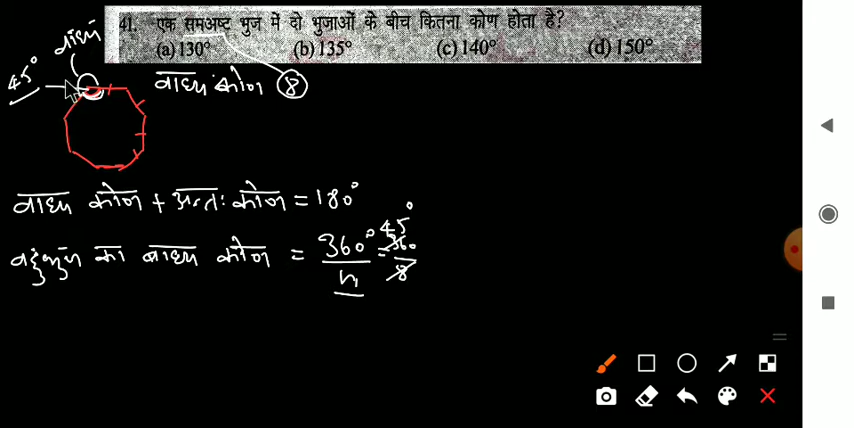 41. एक समअष्ट भुज में दो भुजाओं के बीच कितना कोण होता है?
(a) 130° (b) 135° (c) 140° (d) 150°
45° वाह्य
वाह्य कोण 8
वाह्य कोण + अन्तः कोण = 180°
बहुभुज का बाह्य कोण = 360°/n = 360/8 45°